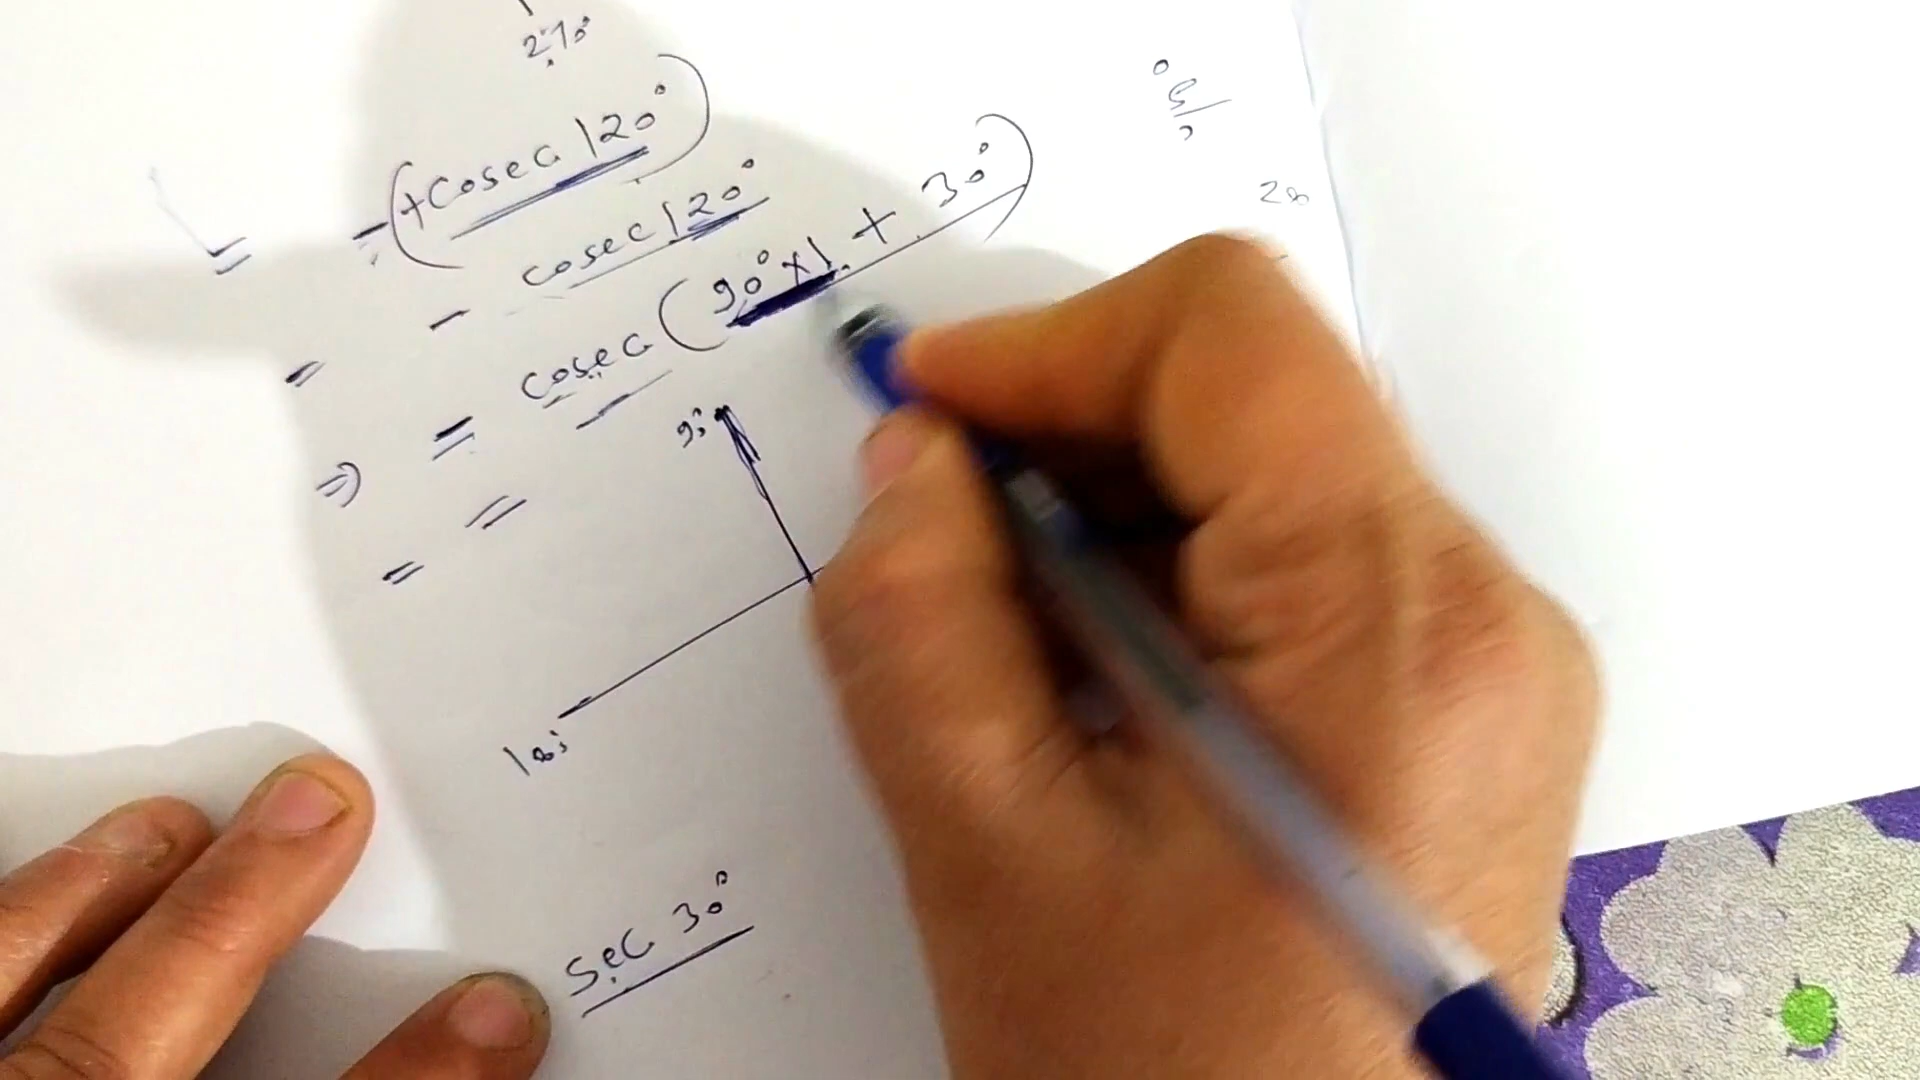 270°
= - (+cosec 120°)
= - cosec 120°
⇒ = cosec (90° × 1 + 30°)
= =
90°
180°
sec 30°